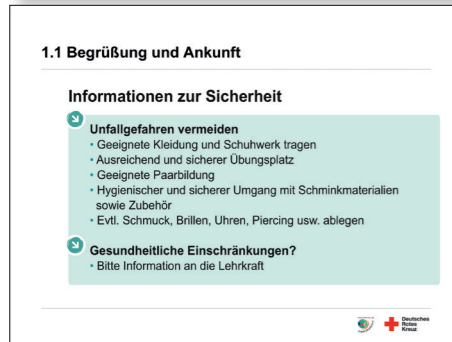 1.1 Begrüßung und Ankunft
Informationen zur Sicherheit
Unfallgefahren vermeiden
• Geeignete Kleidung und Schuhwerk tragen
• Ausreichend und sicherer Übungsplatz
• Geeignete Paarbildung
• Hygienischer und sicherer Umgang mit Schminkmaterialien
sowie Zubehör
• Evtl. Schmuck, Brillen, Uhren, Piercing usw. ablegen
Gesundheitliche Einschränkungen?
• Bitte Information an die Lehrkraft
Deutsches
Rotes
Kreuz